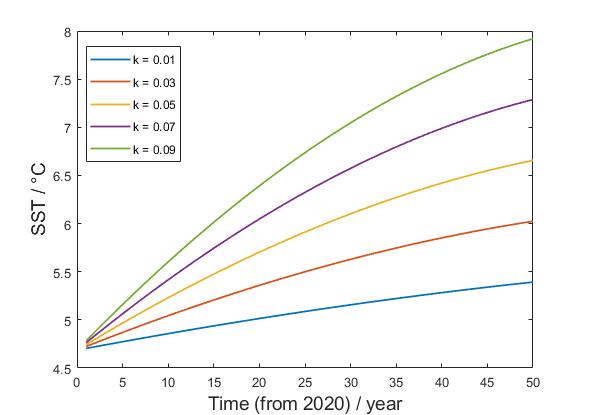 8
7.5
7
6.5
6
5.5
5
4.5
SST / °C
k = 0.01
k = 0.03
k = 0.05
k = 0.07
k = 0.09
0 5 10 15 20 25 30 35 40 45 50
Time (from 2020) / year